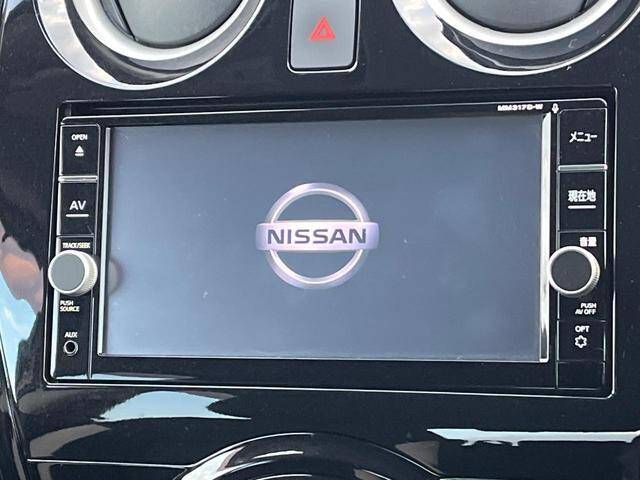 MM317D-W
OPEN
メニュー
AV
現在地
NISSAN
TRACK/SEEK
音量
PUSH
SOURCE
PUSH
AV OFF
AUX
OPT